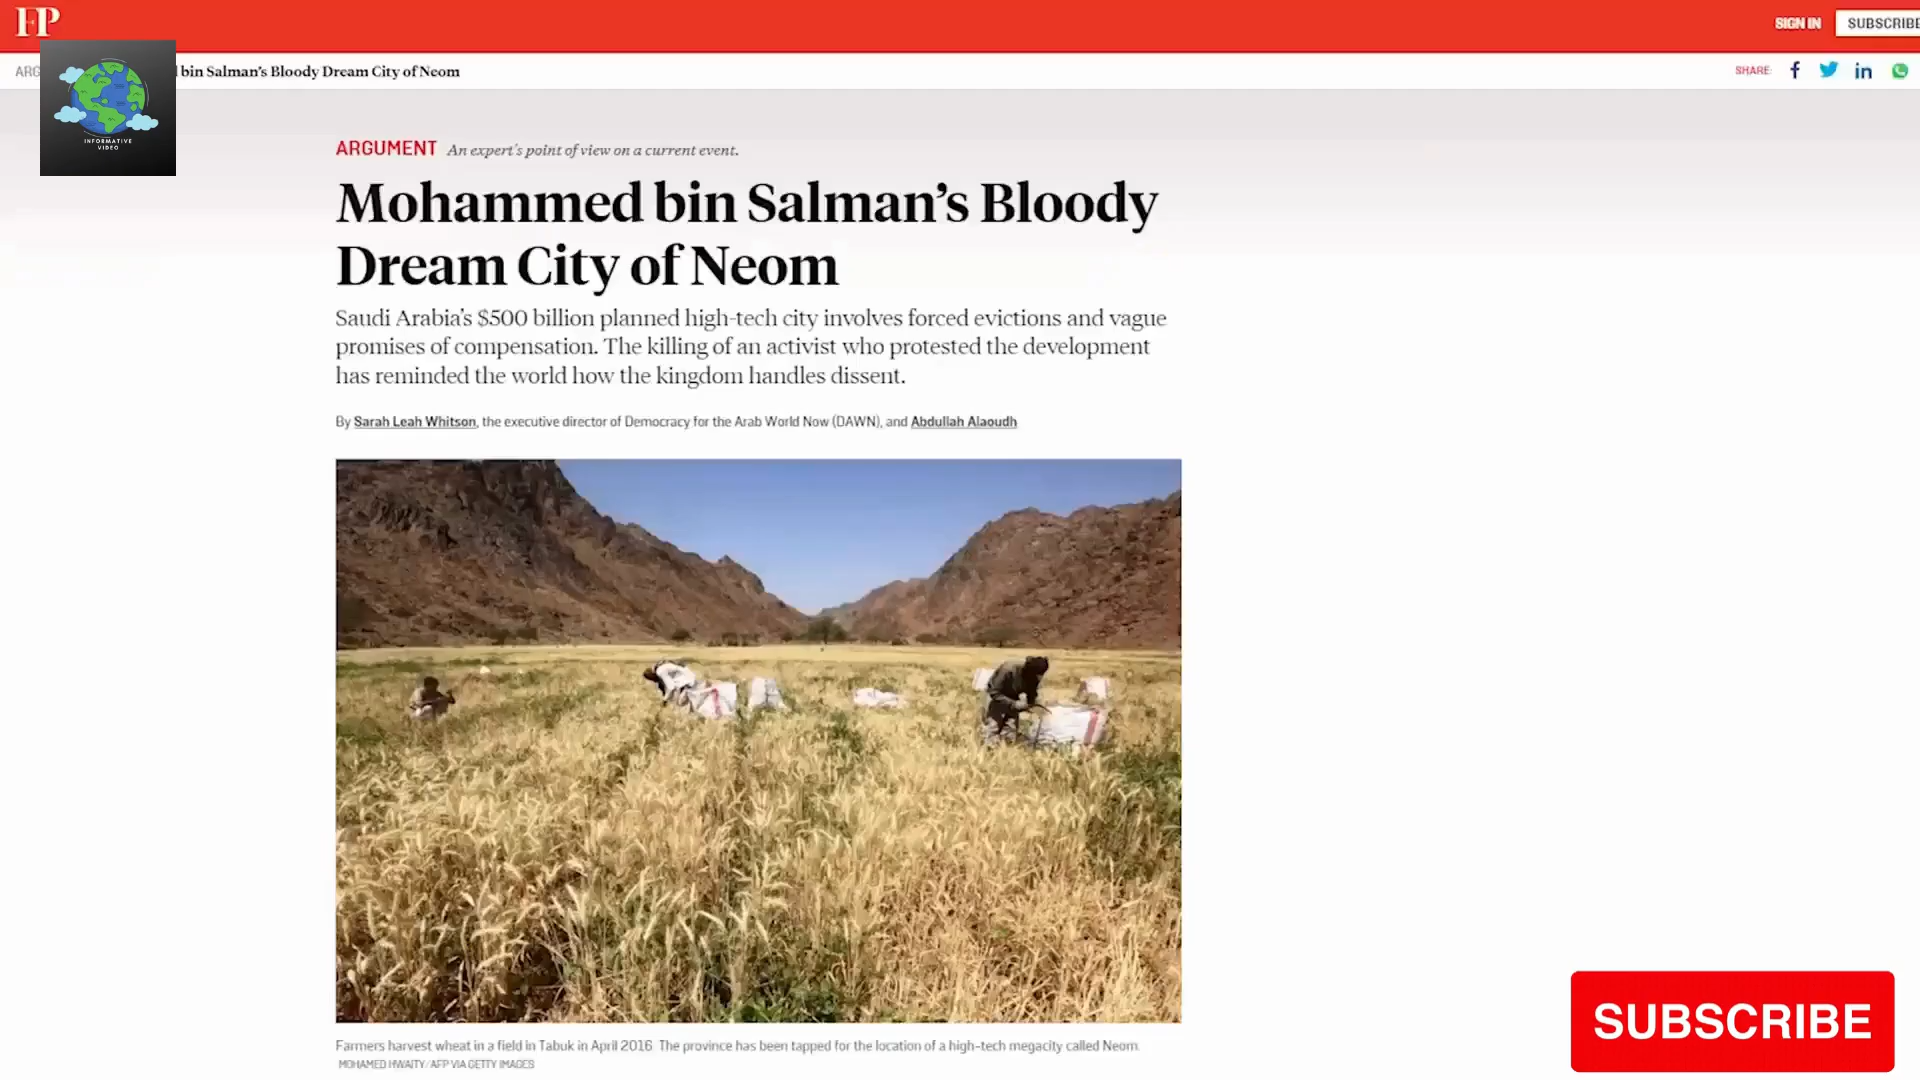 FP
SIGN IN
SUBSCRIBE
bin Salman's Bloody Dream City of Neom
SHARE:
INFORMATIVE
VIDEO
ARGUMENT An expert's point of view on a current event.
Mohammed bin Salman's Bloody
Dream City of Neom
Saudi Arabia's $500 billion planned high-tech city involves forced evictions and vague
promises of compensation. The killing of an activist who protested the development
has reminded the world how the kingdom handles dissent.
By Sarah Leah Whitson, the executive director of Democracy for the Arab World Now (DAWN), and Abdullah Alaoudh
Farmers harvest wheat in a field in Tabuk in April 2016. The province has been tapped for the location of a high-tech megacity called Neom.
MOHAMED HWAITY/AFP VIA GETTY IMAGES
SUBSCRIBE